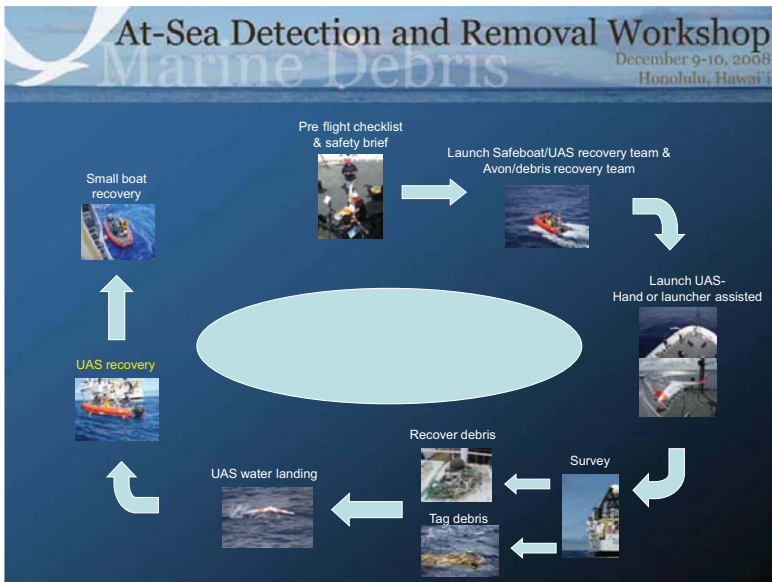 At-Sea Detection and Removal Workshop
Marine Debris
December 9-10, 2008
Honolulu, Hawai`i
Pre flight checklist
& safety brief
Launch Safeboat/UAS recovery team &
Avon/debris recovery team
Launch UAS-
Hand or launcher assisted
Survey
Recover debris
Tag debris
UAS water landing
UAS recovery
Small boat
recovery